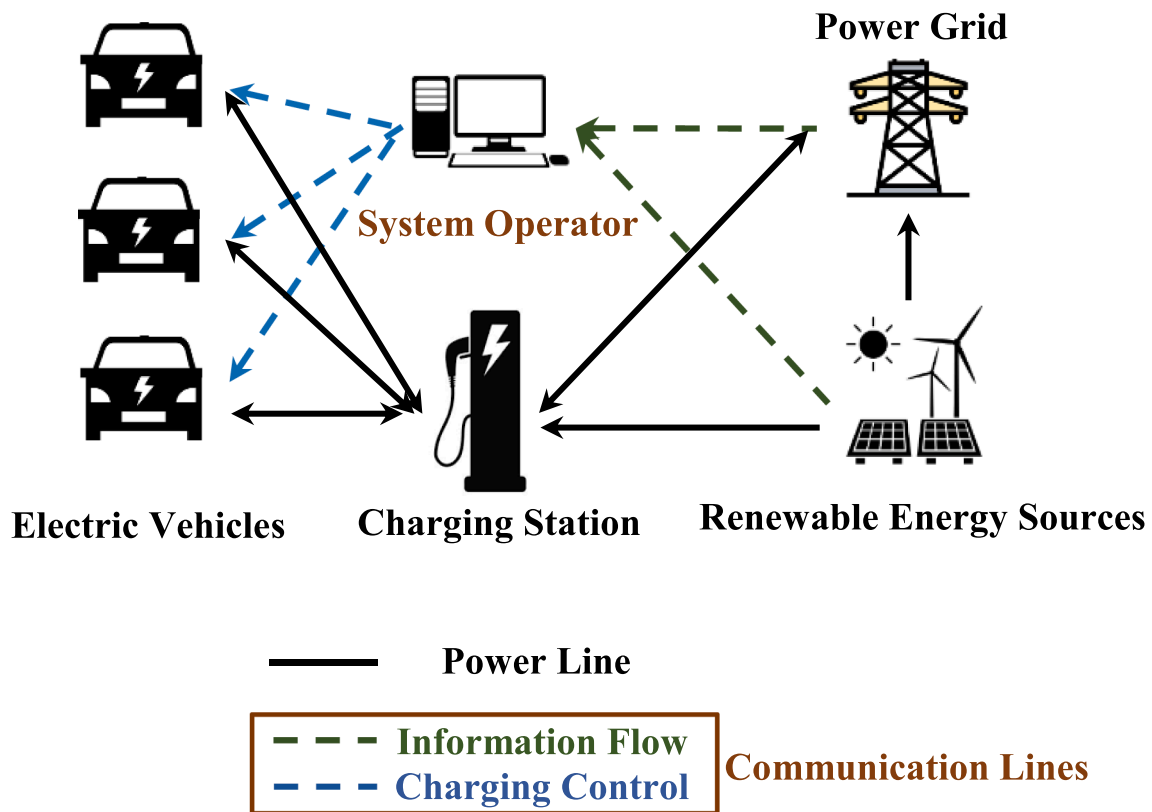 Power Grid
System Operator
Electric Vehicles
Charging Station
Renewable Energy Sources
Power Line
Information Flow
Charging Control
Communication Lines